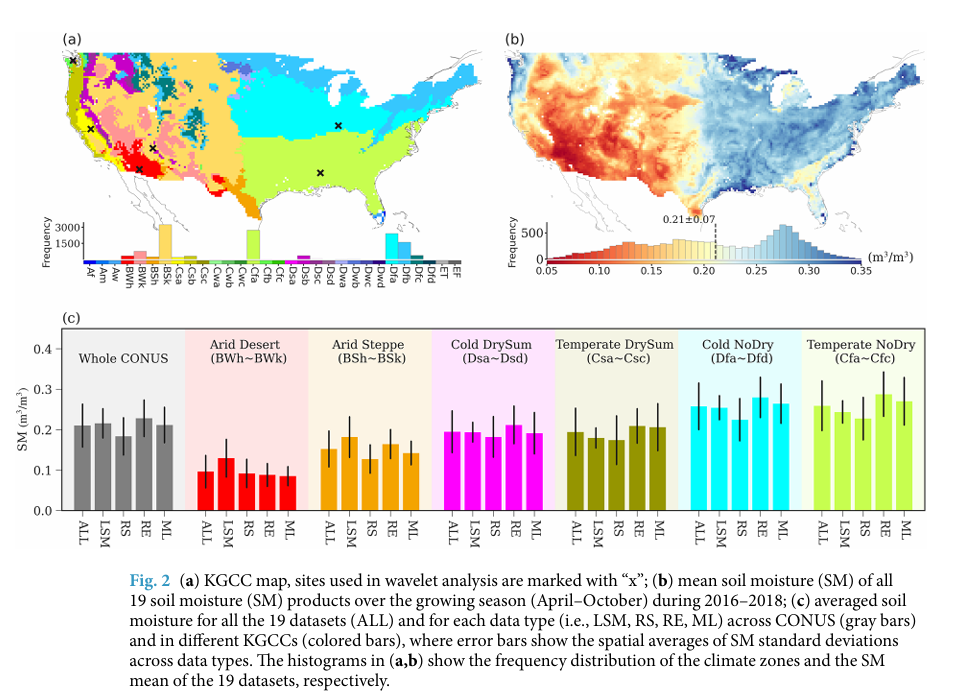 (a)
(b)
Frequency
3000
1500
Af
Am
Aw
BWh
BWk
BSh
BSk
Csa
Csb
Csc
Cwa
Cwb
Cwc
Cfa
Cfb
Cfc
Dsa
Dsb
Dsc
Dsd
Dwa
Dwb
Dwc
Dwd
Dfa
Dfb
Dfc
Dfd
ET
EF
0.21±0.07
Frequency
500
0
0.05 0.10 0.15 0.20 0.25 0.30 0.35
(m³/m³)
(c)
SM (m³/m³)
0.4
0.3
0.2
0.1
0.0
Whole CONUS
Arid Desert
(BWh~BWk)
Arid Steppe
(BSh~BSk)
Cold DrySum
(Dsa~Dsd)
Temperate DrySum
(Csa~Csc)
Cold NoDry
(Dfa~Dfd)
Temperate NoDry
(Cfa~Cfc)
ALL LSM RS RE ML ALL LSM RS RE ML ALL LSM RS RE ML ALL LSM RS RE ML ALL LSM RS RE ML ALL LSM RS RE ML ALL LSM RS RE ML
Fig. 2 (a) KGCC map, sites used in wavelet analysis are marked with “x”; (b) mean soil moisture (SM) of all
19 soil moisture (SM) products over the growing season (April–October) during 2016–2018; (c) averaged soil
moisture for all the 19 datasets (ALL) and for each data type (i.e., LSM, RS, RE, ML) across CONUS (gray bars)
and in different KGCCs (colored bars), where error bars show the spatial averages of SM standard deviations
across data types. The histograms in (a,b) show the frequency distribution of the climate zones and the SM
mean of the 19 datasets, respectively.